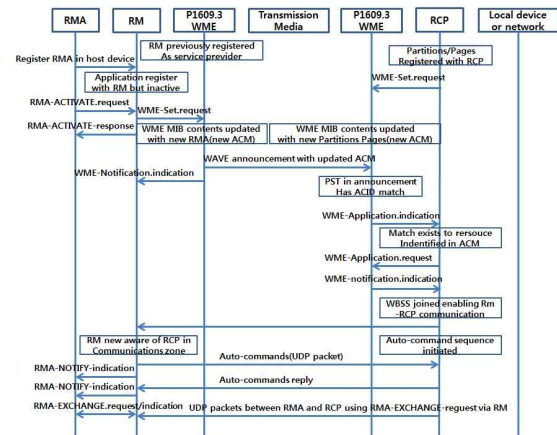 RMA
RM
P1609.3
WME
Transmission
Media
P1609.3
WME
RCP
Local device
or network
RM previously registered
As service provider
Partitions/Pages
Registered with RCP
Register RMA in host device
Application register
with RM but inactive
WME-Set.request
RMA-ACTIVATE.request
WME-Set.request
RMA-ACTIVATE-response
WME MIB contents updated
with new RMA(new ACM)
WME MIB contents updated
with new Partitions Pages(new ACM)
WAVE announcement with updated ACM
WME-Notification.indication
PST in announcement
Has ACID match
WME-Application.indication
Match exists to rersouce
Indentified in ACM
WME-Application.request
WME-notification.indication
WBSS joined enabling Rm
-RCP communication
RM new aware of RCP in
Communications zone
Auto-command sequence
initiated
Auto-commands(UDP packet)
RMA-NOTIFY-indication
Auto-commands reply
RMA-NOTIFY-indication
RMA-EXCHANGE.request/indication
UDP packets between RMA and RCP using RMA-EXCHANGE-reguest via RM